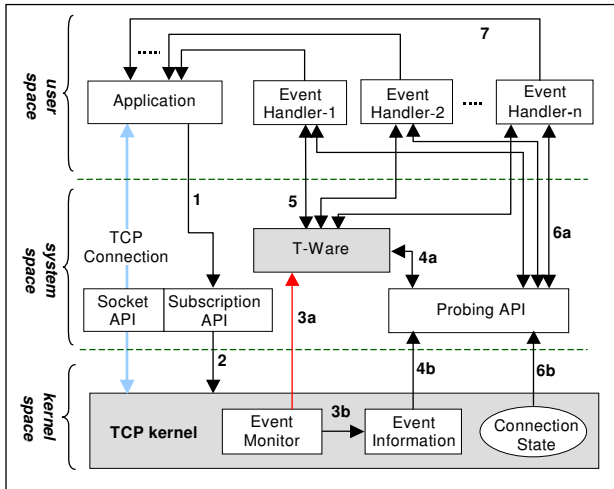 user
space
system
space
kernel
space
7
.....
Application
Event
Handler-1
Event
Handler-2
....
Event
Handler-n
1
5
6a
TCP
Connection
T-Ware
4a
Socket
API
Subscription
API
3a
Probing API
2
4b
6b
TCP kernel
Event
Monitor
3b
Event
Information
Connection
State